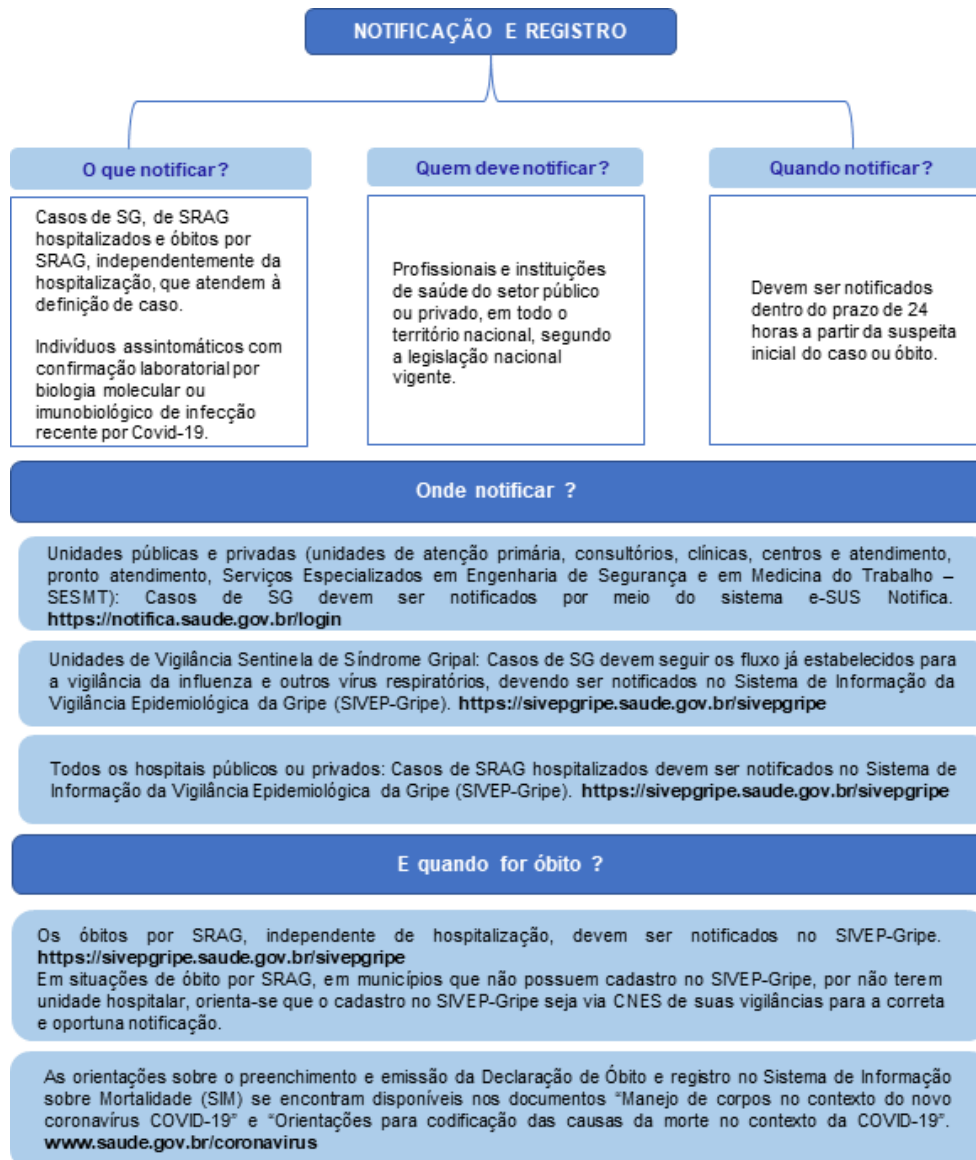 NOTIFICAÇÃO E REGISTRO
O que notificar?
Casos de SG, de SRAG
hospitalizados e óbitos por
SRAG, independentemente da
hospitalização, que atendem à
definição de caso.
Indivíduos assintomáticos com
confirmação laboratorial por
biologia molecular ou
imunobiológico de infecção
recente por Covid-19.
Quem deve notificar?
Profissionais e instituições
de saúde do setor público
ou privado, em todo o
território nacional, segundo
a legislação nacional
vigente.
Quando notificar?
Devem ser notificados
dentro do prazo de 24
horas a partir da suspeita
inicial do caso ou óbito.
Onde notificar ?
Unidades públicas e privadas (unidades de atenção primária, consultórios, clínicas, centros e atendimento,
pronto atendimento, Serviços Especializados em Engenharia de Segurança e em Medicina do Trabalho –
SESMT): Casos de SG devem ser notificados por meio do sistema e-SUS Notifica.
https://notifica.saude.gov.br/login
Unidades de Vigilância Sentinela de Síndrome Gripal: Casos de SG devem seguir os fluxo já estabelecidos para
a vigilância da influenza e outros vírus respiratórios, devendo ser notificados no Sistema de Informação da
Vigilância Epidemiológica da Gripe (SIVEP-Gripe). https://sivepgripe.saude.gov.br/sivepgripe
Todos os hospitais públicos ou privados: Casos de SRAG hospitalizados devem ser notificados no Sistema de
Informação da Vigilância Epidemiológica da Gripe (SIVEP-Gripe). https://sivepgripe.saude.gov.br/sivepgripe
E quando for óbito ?
Os óbitos por SRAG, independente de hospitalização, devem ser notificados no SIVEP-Gripe.
https://sivepgripe.saude.gov.br/sivepgripe
Em situações de óbito por SRAG, em municípios que não possuem cadastro no SIVEP-Gripe, por não terem
unidade hospitalar, orienta-se que o cadastro no SIVEP-Gripe seja via CNES de suas vigilâncias para a correta
e oportuna notificação.
As orientações sobre o preenchimento e emissão da Declaração de Óbito e registro no Sistema de Informação
sobre Mortalidade (SIM) se encontram disponíveis nos documentos “Manejo de corpos no contexto do novo
coronavírus COVID-19” e “Orientações para codificação das causas da morte no contexto da COVID-19”.
www.saude.gov.br/coronavirus